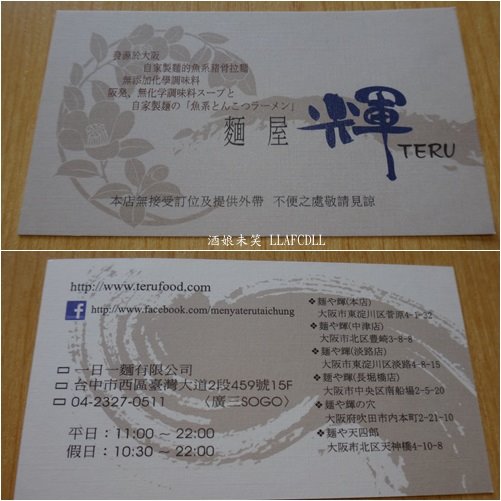 發源於大阪
自家製麵的魚系豬骨拉麵
無添加化學調味料
阪発，無化学調味料スープと
自家製麵の「魚系とんこつラーメン」
麵屋 輝 TERU
本店無接受訂位及提供外帶 不便之處敬請見諒
酒娘未笑 LLAFCDLL
http://www.terufood.com
http://www.facebook.com/menyaterutaichung
一日一麵有限公司
台中市西區臺灣大道2段459號15F
04-2327-0511 〈廣三SOGO〉
平日：11:00 ~ 22:00
假日：10:30 ~ 22:00
❖麺や輝(本店)
大阪市東淀川区菅原4-1-32
❖麺や輝(中津店)
大阪市北区豊崎3-8-8
❖麺や輝(淡路店)
大阪市東淀川区淡路4-8-15
❖麺や輝(長堀橋店)
大阪市中央区南船場2-5-20
❖麺や輝の穴
大阪府吹田市内本町2-21-10
❖麺や天四郎
大阪市北区天神橋4-10-8